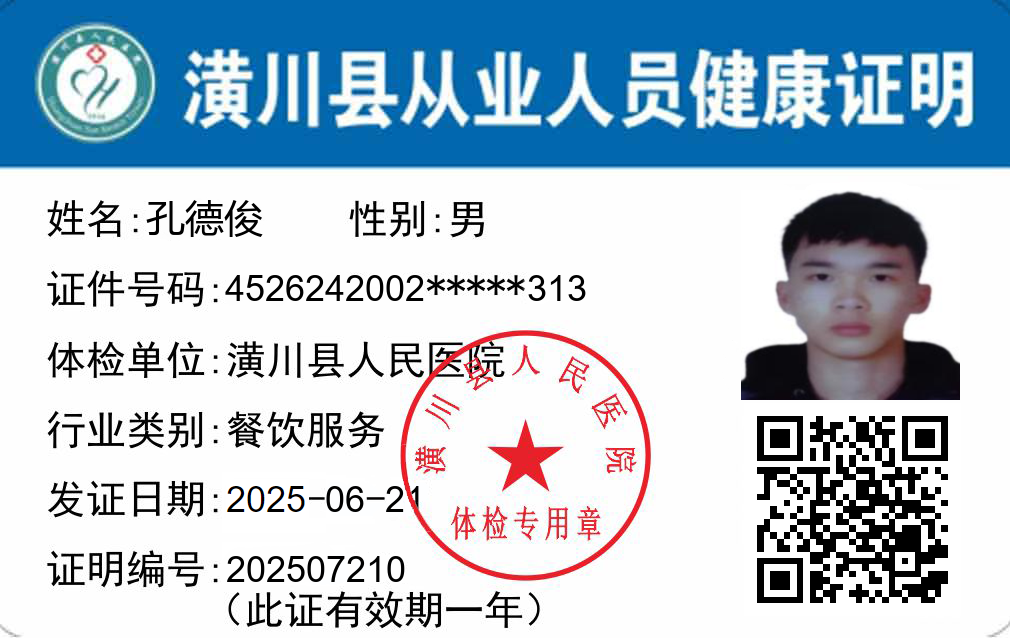 潢川县从业人员健康证明
姓名:孔德俊 性别:男
证件号码:4526242002*****313
体检单位:潢川县人民医院
行业类别:餐饮服务
发证日期:2025-06-21
证明编号:202507210
（此证有效期一年）
潢川县人民医院
体检专用章